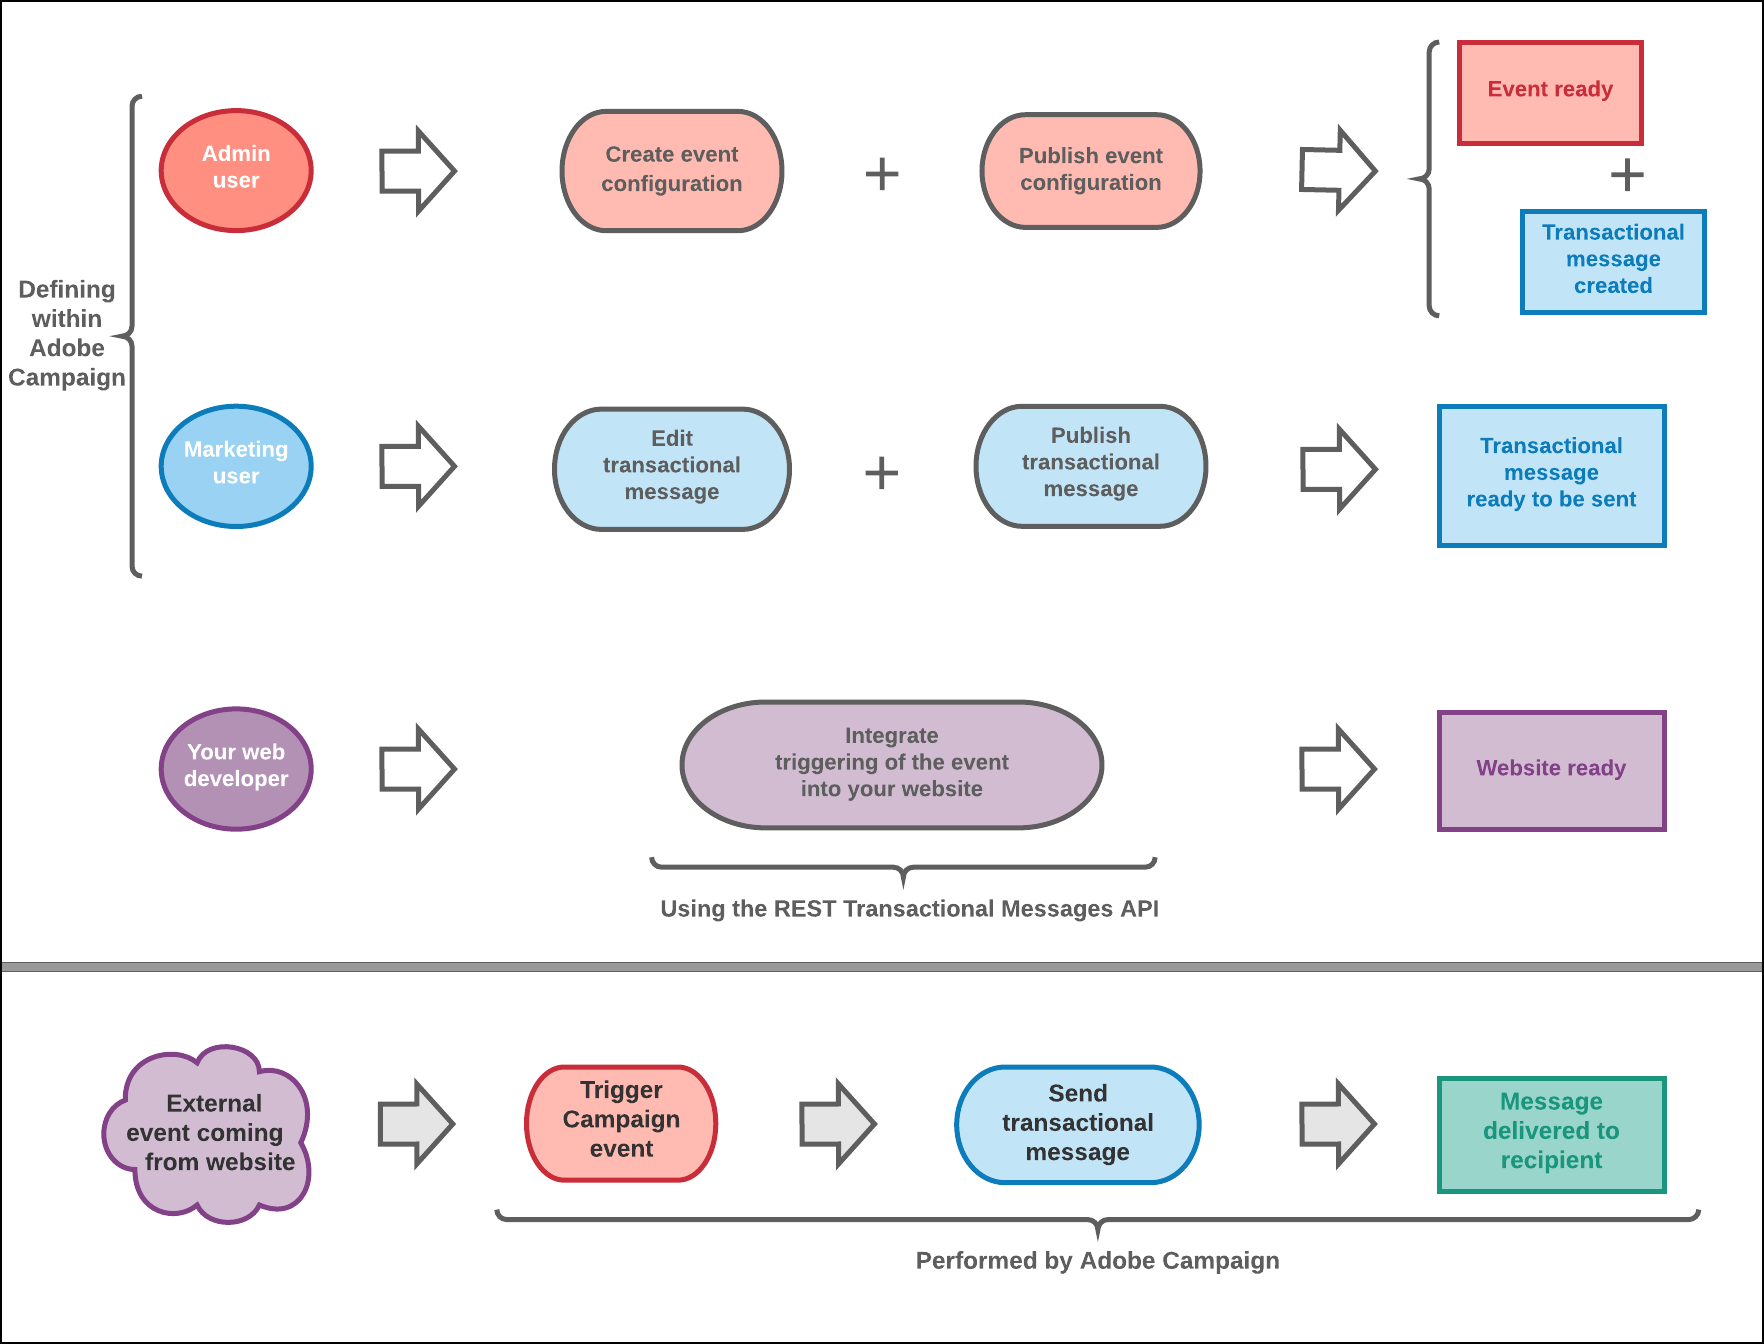 Admin
user
Create event
configuration
+
Publish event
configuration
Event ready
+
Transactional
message
created
Defining
within
Adobe
Campaign
Marketing
user
Edit
transactional
message
+
Publish
transactional
message
Transactional
message
ready to be sent
Your web
developer
Integrate
triggering of the event
into your website
Website ready
Using the REST Transactional Messages API
External
event coming
from website
Trigger
Campaign
event
Send
transactional
message
Message
delivered to
recipient
Performed by Adobe Campaign